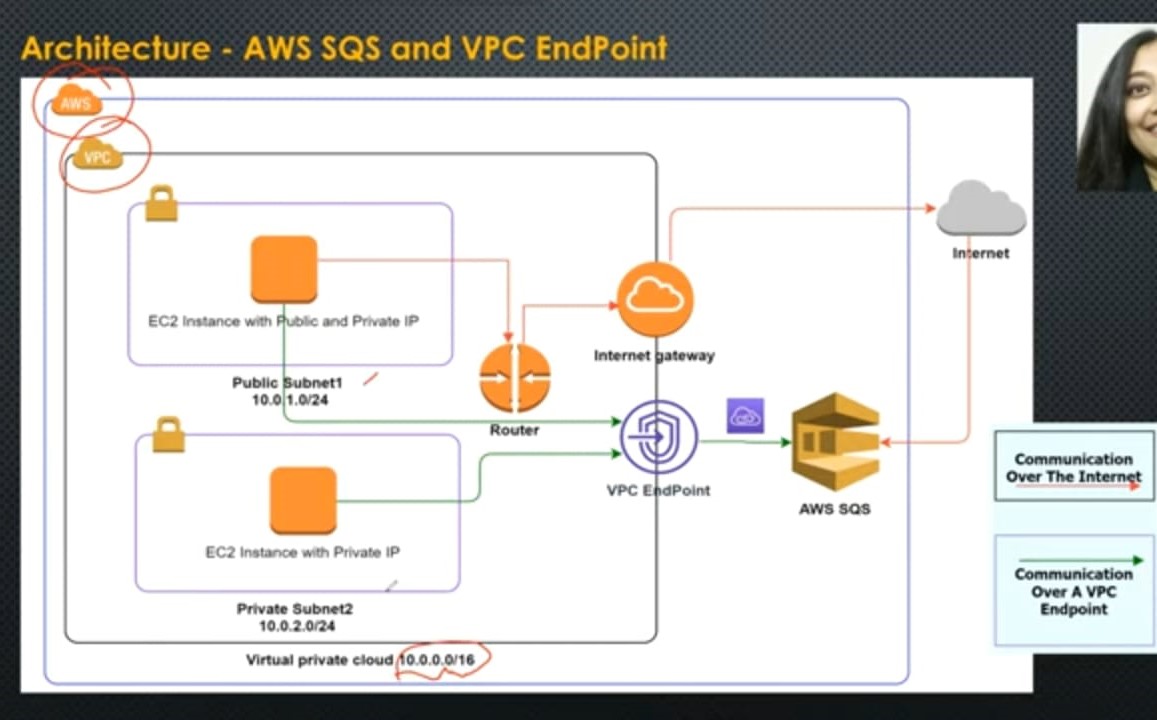 Architecture - AWS SQS and VPC EndPoint
AWS
VPC
EC2 Instance with Public and Private IP
Public Subnet1
10.0.1.0/24
Router
Internet gateway
Internet
VPC EndPoint
AWS SQS
EC2 Instance with Private IP
Private Subnet2
10.0.2.0/24
Virtual private cloud 10.0.0.0/16
Communication
Over The Internet
Communication
Over A VPC
Endpoint